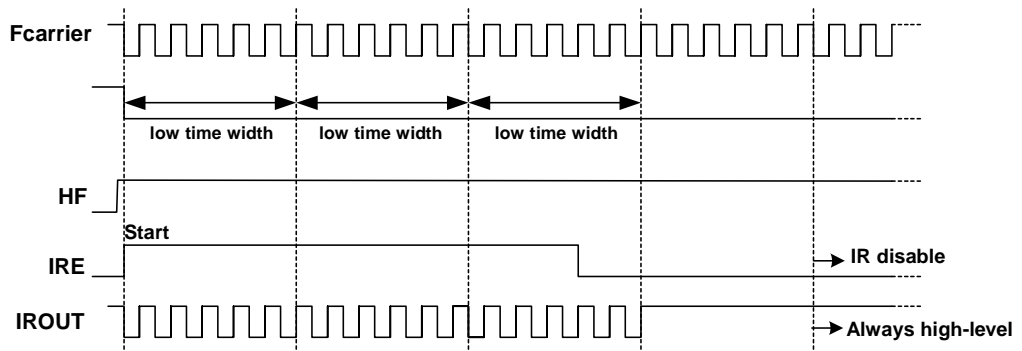 Fcarrier
low time width low time width low time width
HF
Start
IRE
IR disable
IROUT
Always high-level